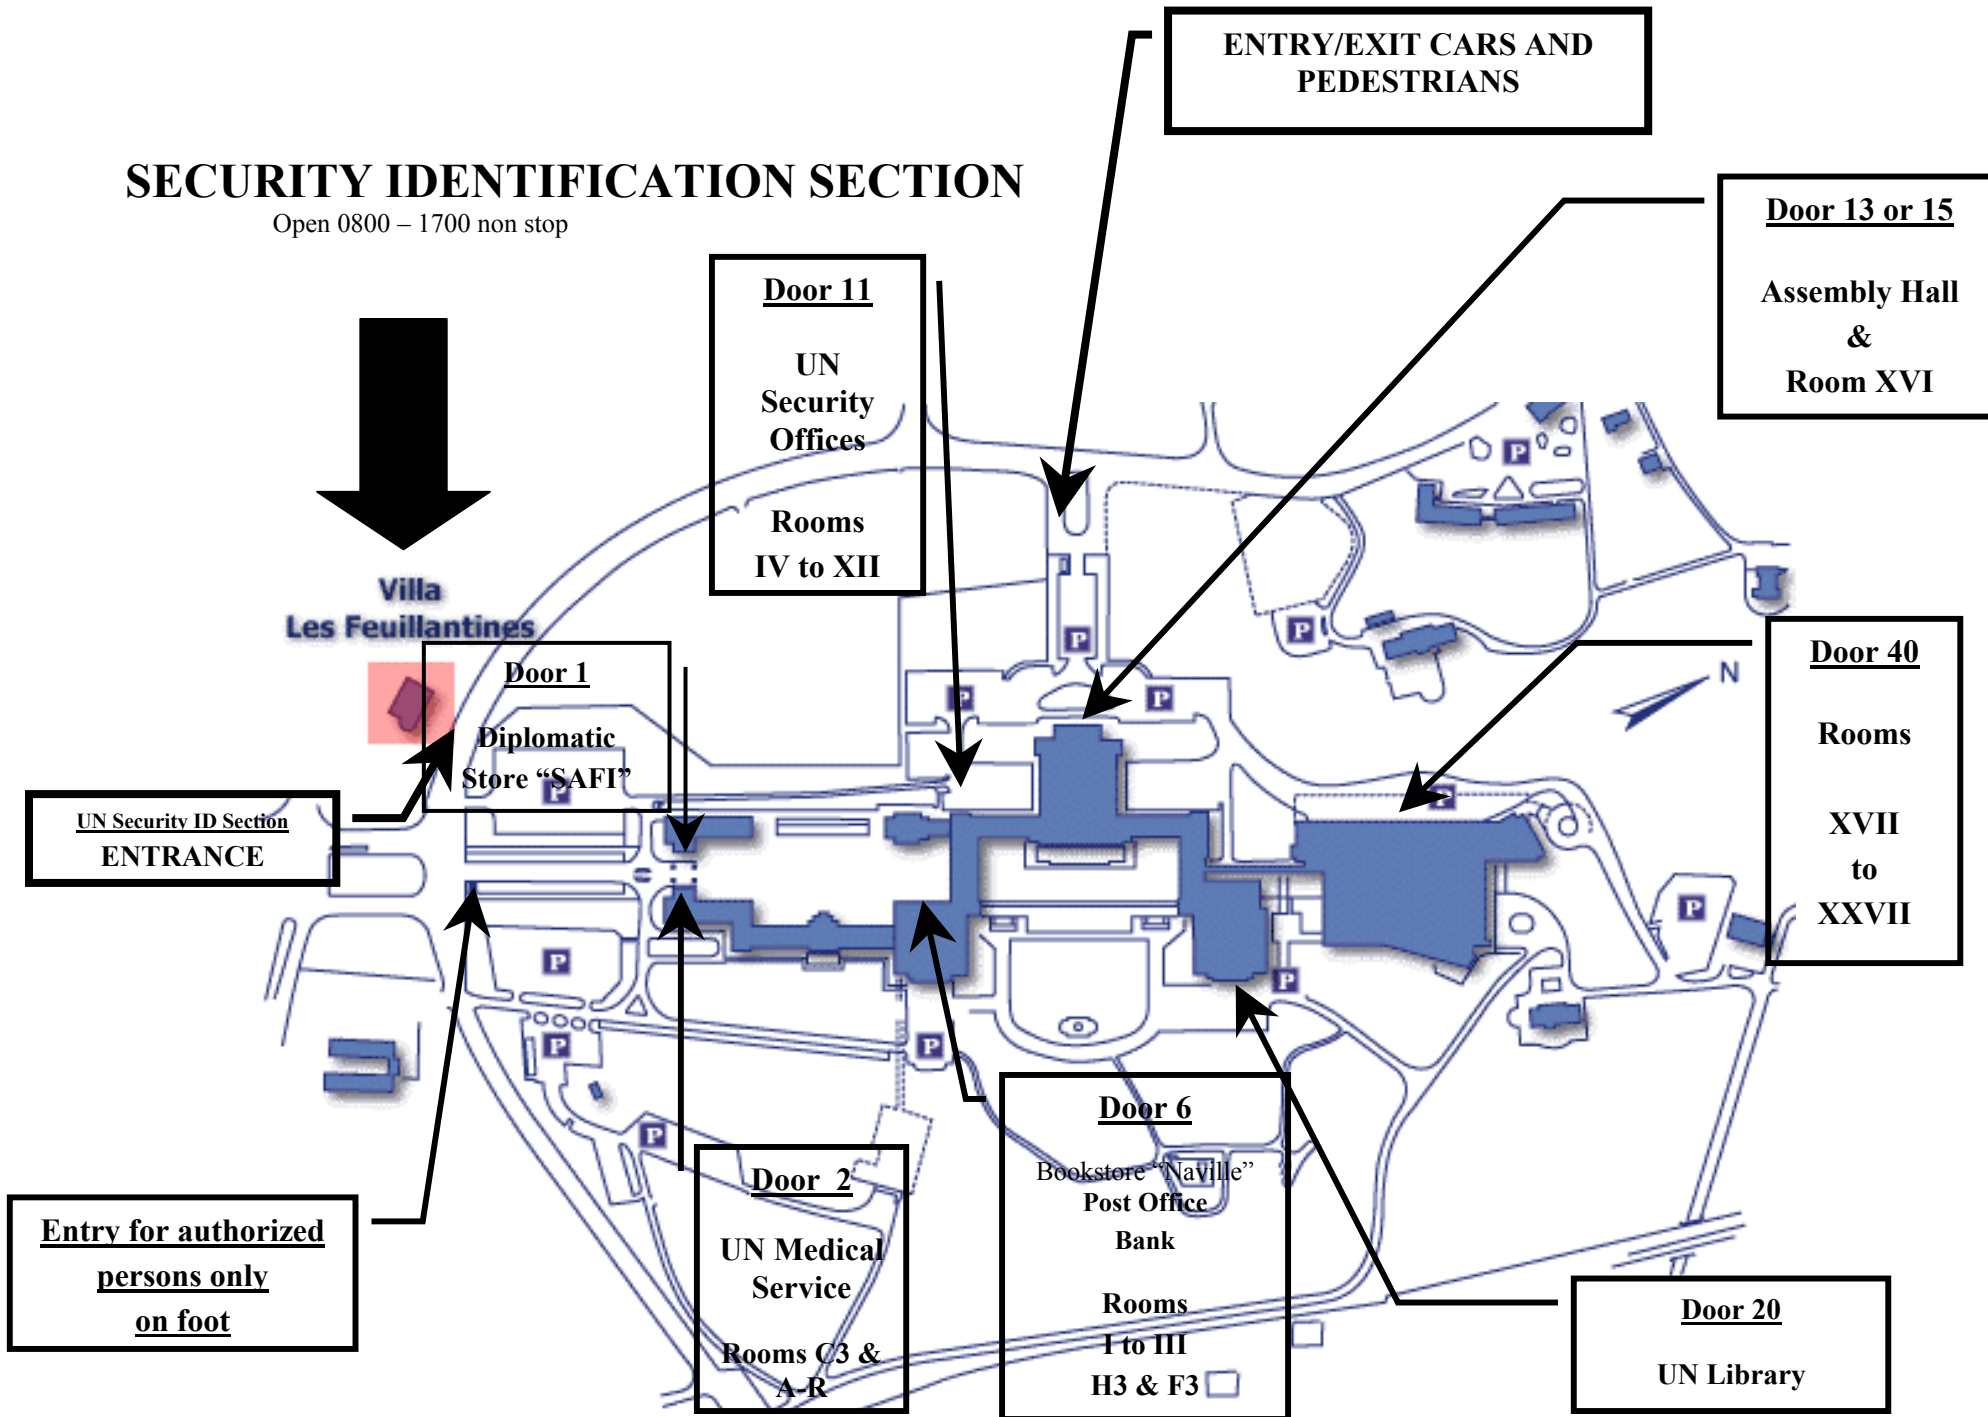 ENTRY/EXIT CARS AND
PEDESTRIANS
SECURITY IDENTIFICATION SECTION
Open 0800 – 1700 non stop
Door 13 or 15
Assembly Hall
&
Room XVI
Door 11
UN
Security
Offices
Rooms
IV to XII
Villa
Les Feuillantines
Door 1
Diplomatic
Store “SAFI”
UN Security ID Section
ENTRANCE
Door 40
Rooms
XVII
to
XXVII
N
P
P
P
P
P
P
P
P
P
P
P
P
P
Door 6
Bookstore “Naville”
Post Office
Bank
Rooms
I to III
H3 & F3
Door 2
UN Medical
Service
Rooms C3 &
A-R
Entry for authorized
persons only
on foot
Door 20
UN Library